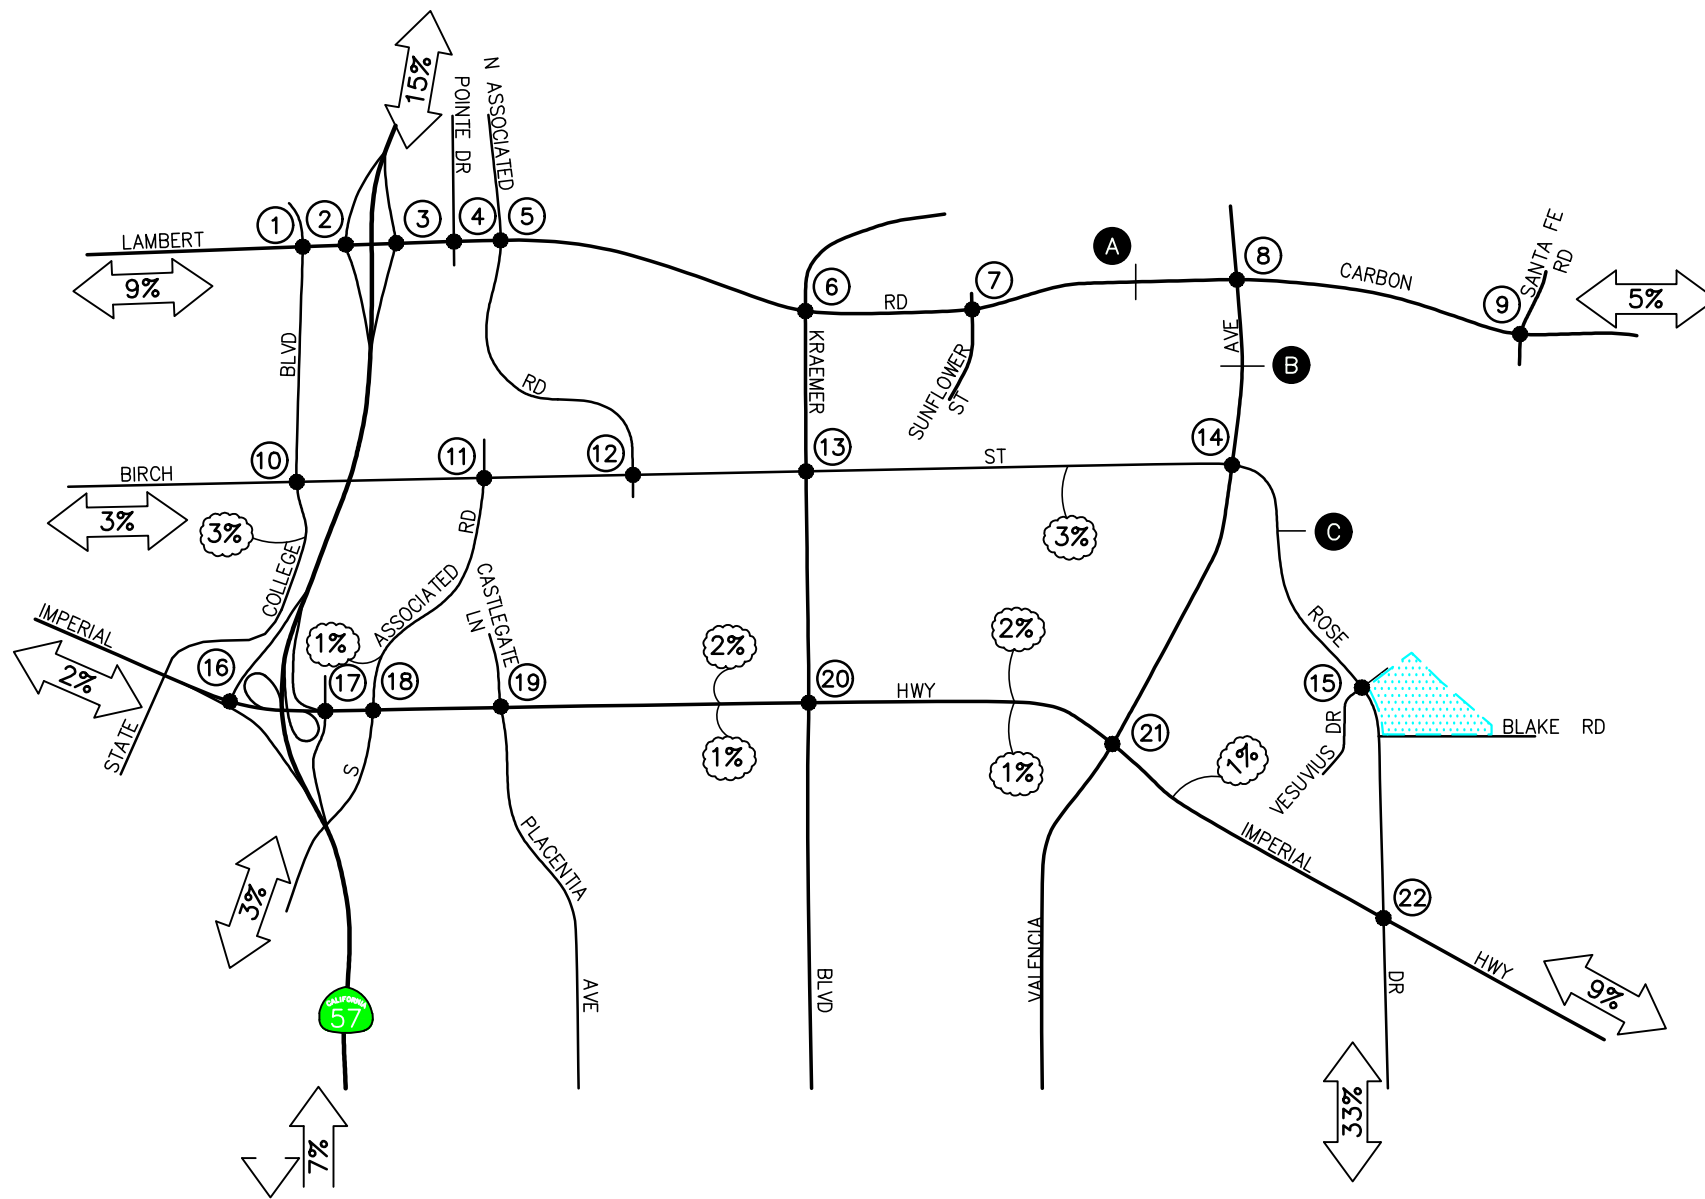 15%
POINTE DR
N ASSOCIATED
1
2
3
4
5
LAMBERT
9%
6
RD
7
A
8
CARBON
9
SANTA FE
RD
5%
BLVD
RD
KRAEMER
SUNFLOWER
ST
AVE
B
10
BIRCH
11
12
13
ST
14
3%
3%
RD
3%
C
COLLEGE
ASSOCIATED
CASTLEGATE
LN
IMPERIAL
1%
2%
2%
ROSE
2%
16
17
18
19
20
HWY
15
STATE
S
1%
1%
21
1%
DR
VESUVIUS
BLAKE RD
PLACENTIA
IMPERIAL
3%
22
VALENCIA
HWY
9%
CALIFORNIA
57
AVE
BLVD
DR
7%
33%